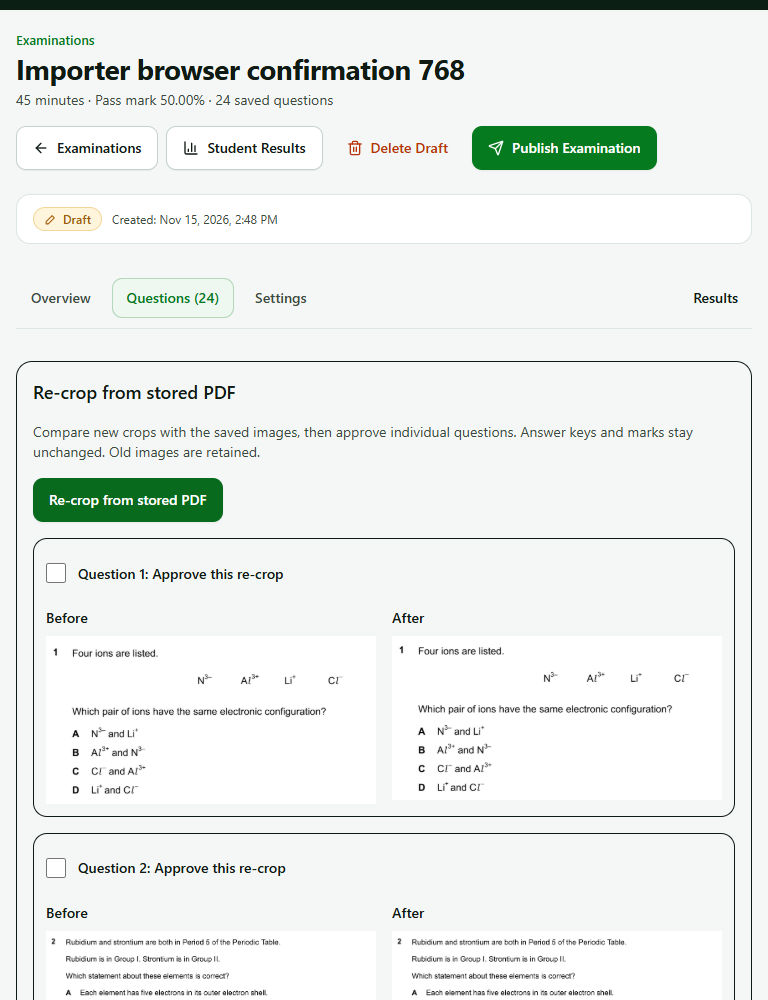 Examinations
Importer browser confirmation 768
45 minutes · Pass mark 50.00% · 24 saved questions
Examinations
Student Results
Delete Draft
Publish Examination
Draft
Created: Nov 15, 2026, 2:48 PM
Overview
Questions (24)
Settings
Results
Re-crop from stored PDF
Compare new crops with the saved images, then approve individual questions. Answer keys and marks stay
unchanged. Old images are retained.
Re-crop from stored PDF
Question 1: Approve this re-crop
Before
1 Four ions are listed.
N³⁻ Al³⁺ Li⁺ Cl⁻
Which pair of ions have the same electronic configuration?
A N³⁻ and Li⁺
B Al³⁺ and N³⁻
C Cl⁻ and Al³⁺
D Li⁺ and Cl⁻
After
1 Four ions are listed.
N³⁻ Al³⁺ Li⁺ Cl⁻
Which pair of ions have the same electronic configuration?
A N³⁻ and Li⁺
B Al³⁺ and N³⁻
C Cl⁻ and Al³⁺
D Li⁺ and Cl⁻
Question 2: Approve this re-crop
Before
2 Rubidium and strontium are both in Period 5 of the Periodic Table.
Rubidium is in Group I. Strontium is in Group II.
Which statement about these elements is correct?
A Each element has five electrons in its outer electron shell.
After
2 Rubidium and strontium are both in Period 5 of the Periodic Table.
Rubidium is in Group I. Strontium is in Group II.
Which statement about these elements is correct?
A Each element has five electrons in its outer electron shell.